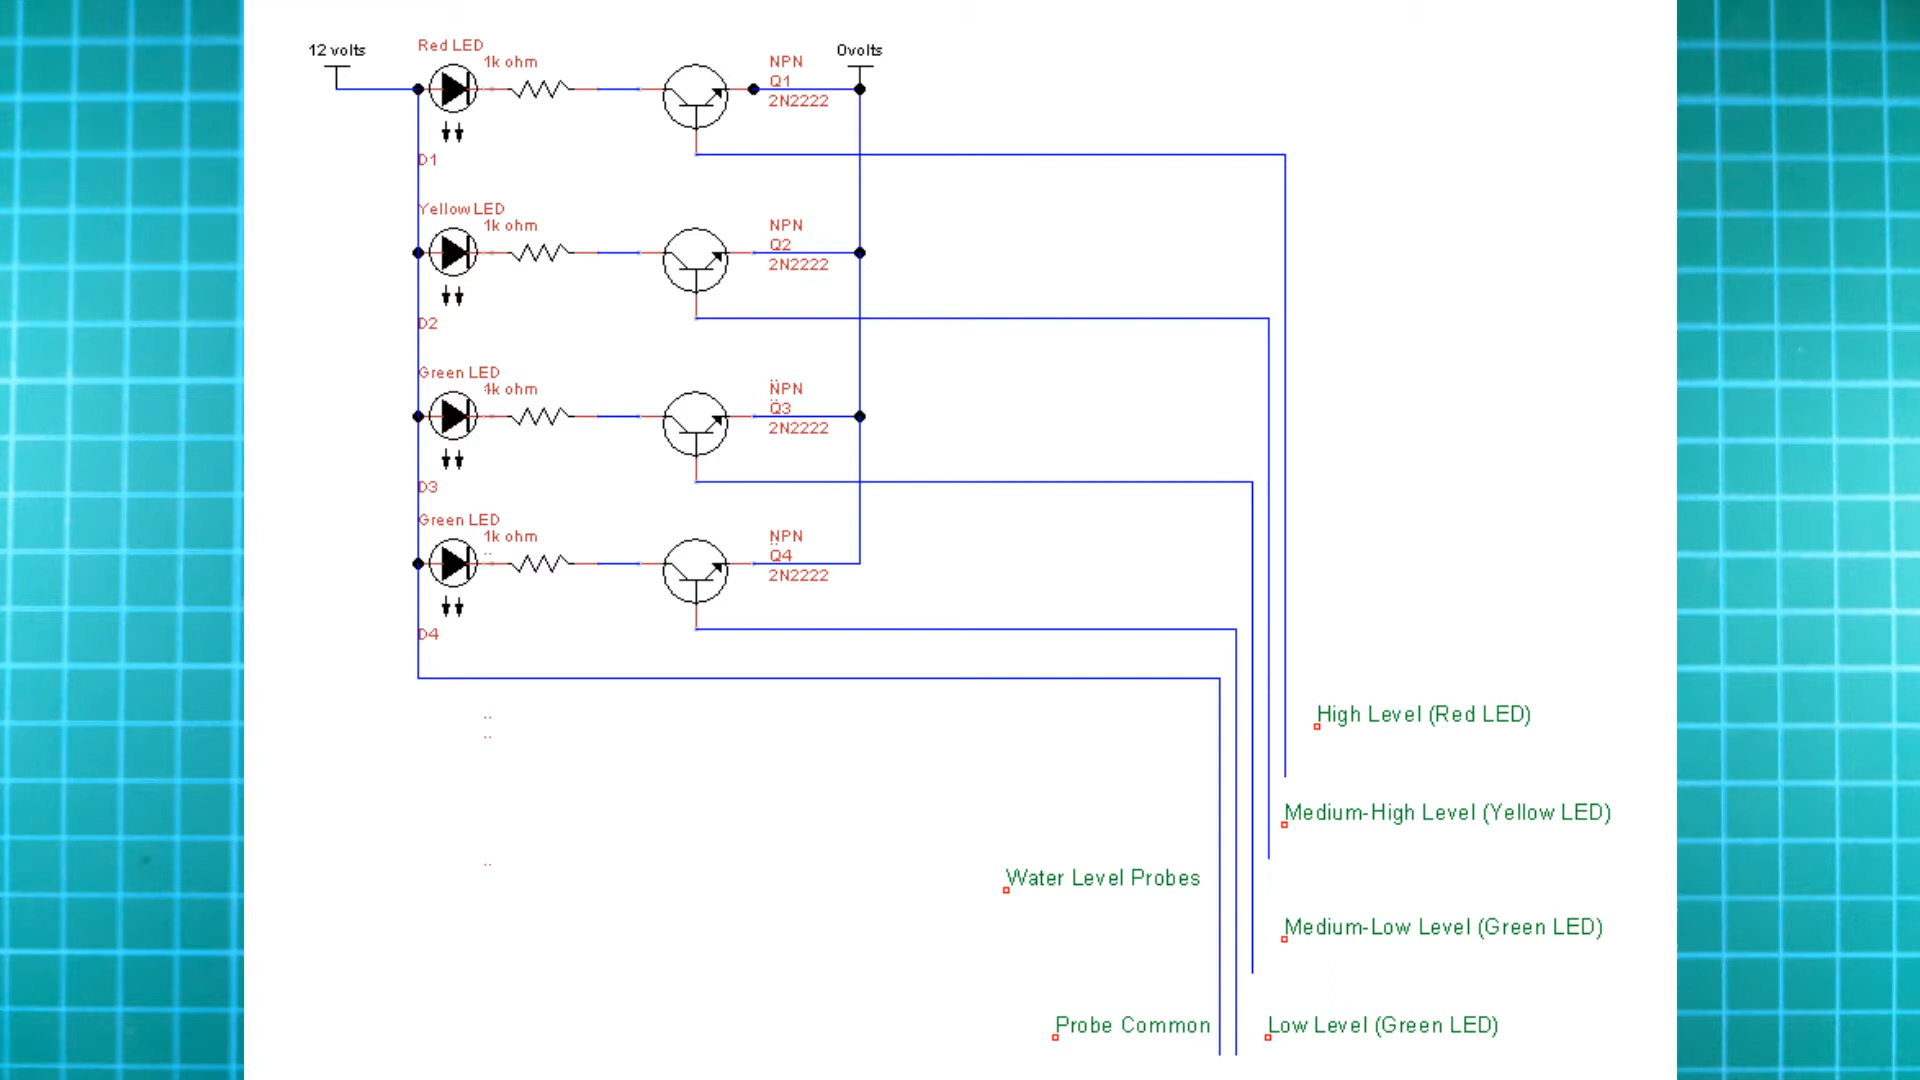 12 volts
Red LED
1k ohm
D1
NPN
Q1
2N2222
0volts
Yellow LED
1k ohm
D2
NPN
Q2
2N2222
Green LED
1k ohm
D3
NPN
Q3
2N2222
Green LED
1k ohm
D4
NPN
Q4
2N2222
High Level (Red LED)
Medium-High Level (Yellow LED)
Water Level Probes
Medium-Low Level (Green LED)
Probe Common
Low Level (Green LED)